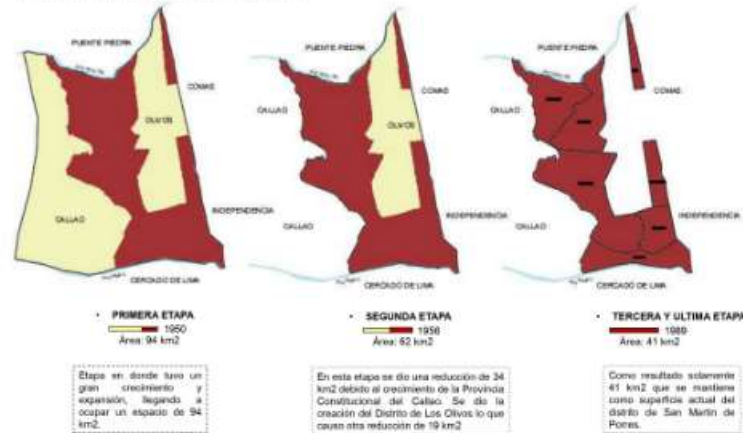 PUENTE PIEDRA
COMAS
OLIVOS
CALLAO
INDEPENDENCIA
CERCADO DE LIMA
• PRIMERA ETAPA
1950
Área: 94 km2
Etapa en donde tuvo un
gran crecimiento y
expansión, llegando a
ocupar un espacio de 94
km2.
PUENTE PIEDRA
CALLAO
COMAS
OLIVOS
INDEPENDENCIA
CALLAO
CERCADO DE LIMA
• SEGUNDA ETAPA
1958
Área: 62 km2
En esta etapa se dio una reducción de 34
km2 debido al crecimiento de la Provincia
Constitucional del Callao. Se dio la
creación del Distrito de Los Olivos lo que
causo otra reducción de 19 km2
PUENTE PIEDRA
CALLAO
COMAS
INDEPENDENCIA
CALLAO
CERCADO DE LIMA
• TERCERA Y ULTIMA ETAPA
1989
Área: 41 km2
Como resultado solamente
41 km2 que se mantiene
como superficie actual del
distrito de San Martín de
Porres.